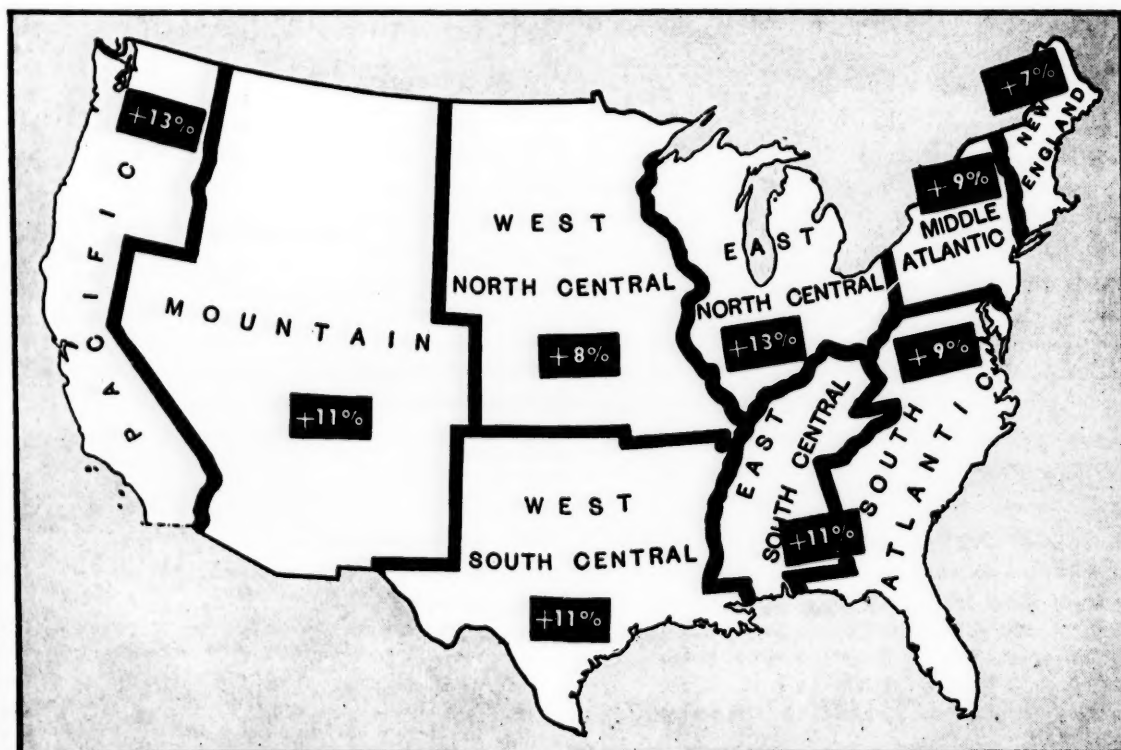 +13%
PACIFIC
MOUNTAIN
+11%
WEST
NORTH CENTRAL
+8%
WEST
SOUTH CENTRAL
+11%
EAST
NORTH CENTRAL
+13%
EAST
SOUTH CENTRAL
+11%
+7%
NEW
ENGLAND
+9%
MIDDLE
ATLANTIC
+9%
SOUTH
ATLANTIC